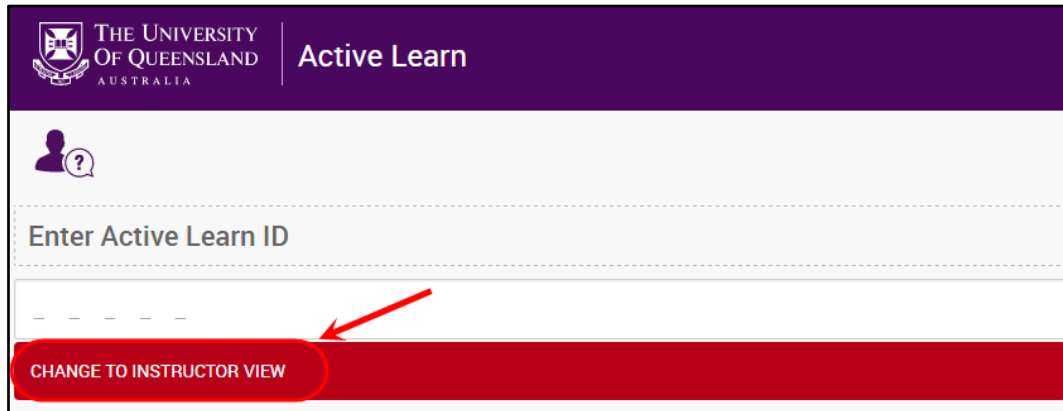 THE UNIVERSITY
OF QUEENSLAND
AUSTRALIA
Active Learn
?
Enter Active Learn ID
_ _ _ _ _
CHANGE TO INSTRUCTOR VIEW